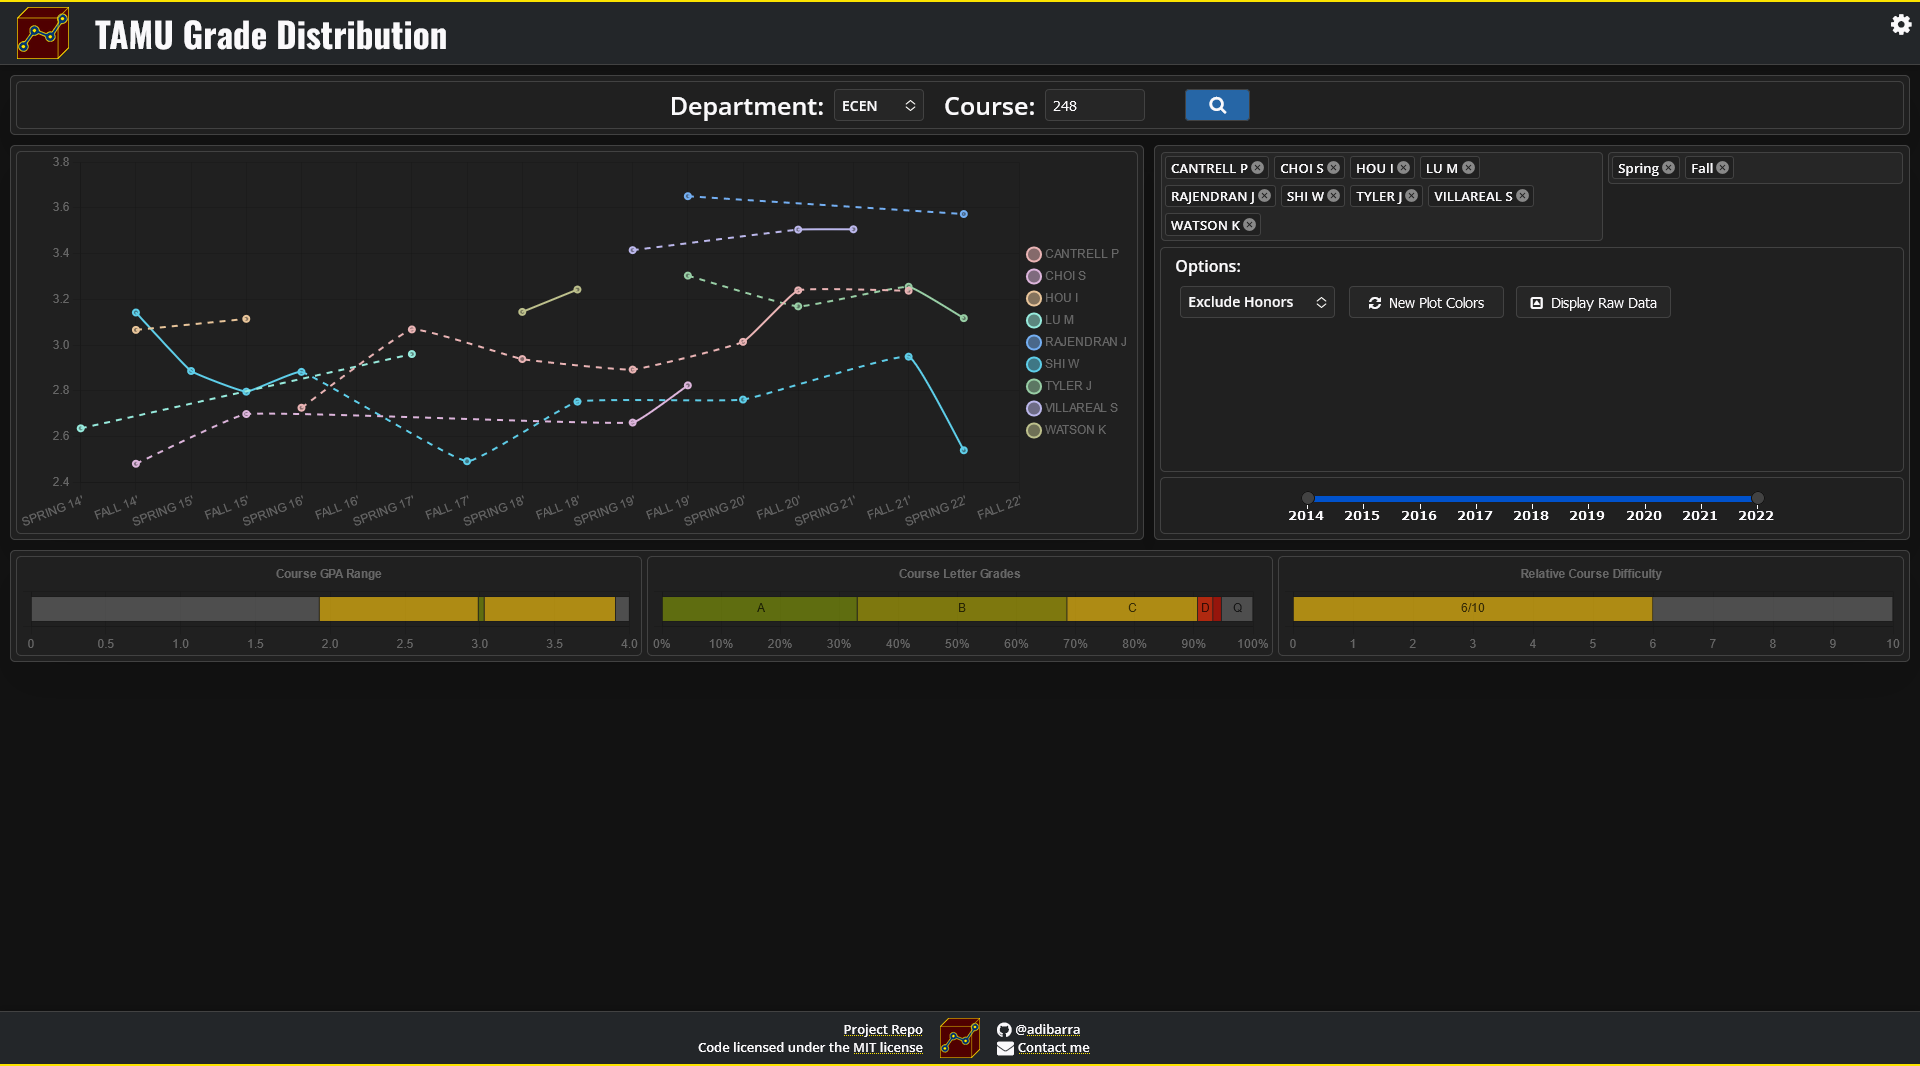 TAMU Grade Distribution
Department: ECEN Course: 248
3.8
3.6
3.4
3.2
3.0
2.8
2.6
2.4
SPRING 14' FALL 14' SPRING 15' FALL 15' SPRING 16' FALL 16' SPRING 17' FALL 17' SPRING 18' FALL 18' SPRING 19' FALL 19' SPRING 20' FALL 20' SPRING 21' FALL 21' SPRING 22' FALL 22'
CANTRELL P
CHOI S
HOU I
LU M
RAJENDRAN J
SHI W
TYLER J
VILLAREAL S
WATSON K
CANTRELL P CHOI S HOU I LU M
RAJENDRAN J SHI W TYLER J VILLAREAL S
WATSON K
Spring Fall
Options:
Exclude Honors New Plot Colors Display Raw Data
2014 2015 2016 2017 2018 2019 2020 2021 2022
Course GPA Range
0 0.5 1.0 1.5 2.0 2.5 3.0 3.5 4.0
Course Letter Grades
A B C D Q
0% 10% 20% 30% 40% 50% 60% 70% 80% 90% 100%
Relative Course Difficulty
6/10
0 1 2 3 4 5 6 7 8 9 10
Project Repo
Code licensed under the MIT license
@adibarra
Contact me